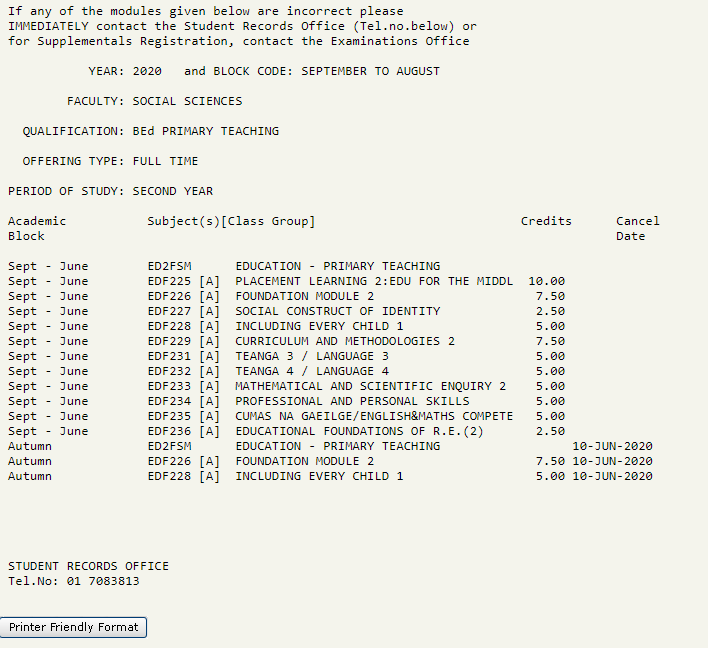 If any of the modules given below are incorrect please
IMMEDIATELY contact the Student Records Office (Tel.no.below) or
for Supplementals Registration, contact the Examinations Office
YEAR: 2020 and BLOCK CODE: SEPTEMBER TO AUGUST
FACULTY: SOCIAL SCIENCES
QUALIFICATION: BEd PRIMARY TEACHING
OFFERING TYPE: FULL TIME
PERIOD OF STUDY: SECOND YEAR
Academic Subject(s)[Class Group] Credits Cancel
Block Date
Sept - June ED2FSM EDUCATION - PRIMARY TEACHING
Sept - June EDF225 [A] PLACEMENT LEARNING 2:EDU FOR THE MIDDL 10.00
Sept - June EDF226 [A] FOUNDATION MODULE 2 7.50
Sept - June EDF227 [A] SOCIAL CONSTRUCT OF IDENTITY 2.50
Sept - June EDF228 [A] INCLUDING EVERY CHILD 1 5.00
Sept - June EDF229 [A] CURRICULUM AND METHODOLOGIES 2 7.50
Sept - June EDF231 [A] TEANGA 3 / LANGUAGE 3 5.00
Sept - June EDF232 [A] TEANGA 4 / LANGUAGE 4 5.00
Sept - June EDF233 [A] MATHEMATICAL AND SCIENTIFIC ENQUIRY 2 5.00
Sept - June EDF234 [A] PROFESSIONAL AND PERSONAL SKILLS 5.00
Sept - June EDF235 [A] CUMAS NA GAEILGE/ENGLISH&MATHS COMPETE 5.00
Sept - June EDF236 [A] EDUCATIONAL FOUNDATIONS OF R.E.(2) 2.50
Autumn ED2FSM EDUCATION - PRIMARY TEACHING 10-JUN-2020
Autumn EDF226 [A] FOUNDATION MODULE 2 7.50 10-JUN-2020
Autumn EDF228 [A] INCLUDING EVERY CHILD 1 5.00 10-JUN-2020
STUDENT RECORDS OFFICE
Tel.No: 01 7083813
Printer Friendly Format